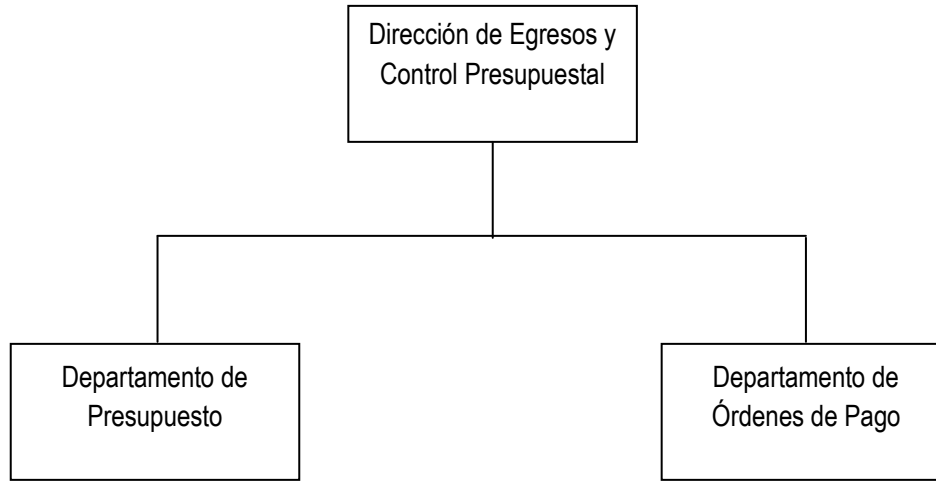 Dirección de Egresos y
Control Presupuestal
Departamento de
Presupuesto
Departamento de
Órdenes de Pago